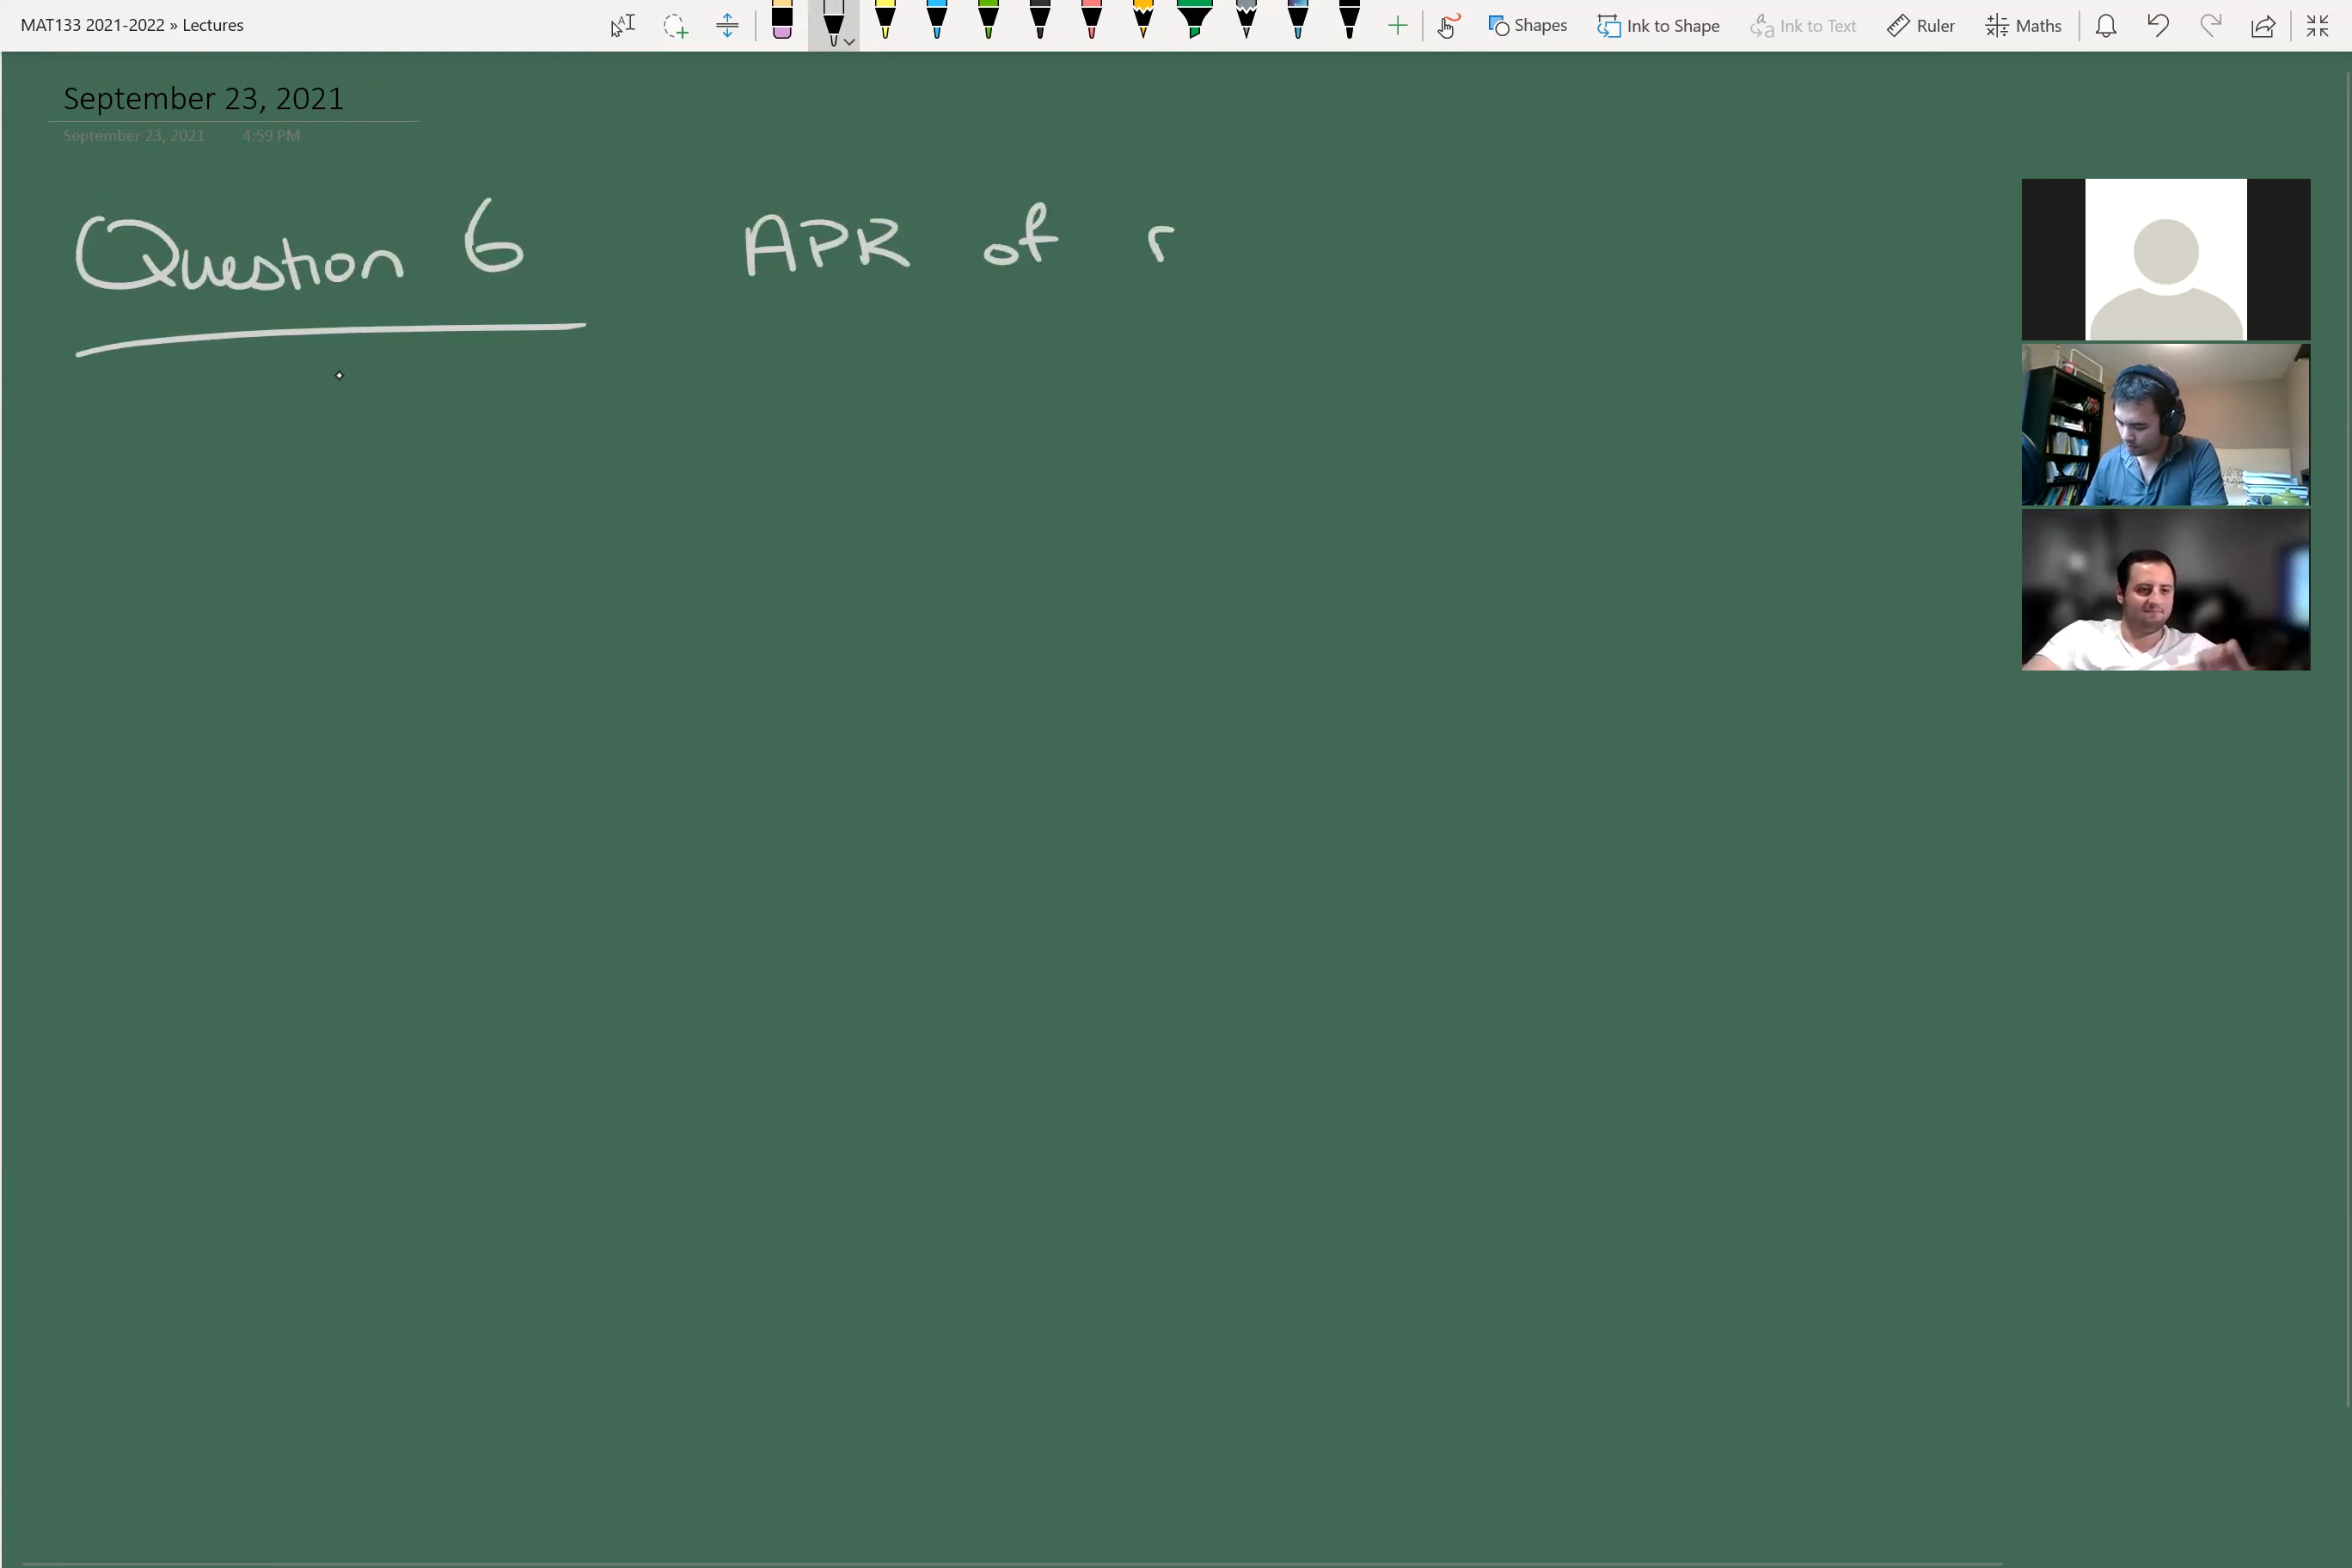 MAT133 2021-2022 » Lectures
Shapes
Ink to Shape
Ink to Text
Ruler
Maths
September 23, 2021
September 23, 2021 4:59 PM
Question 6 APR of r